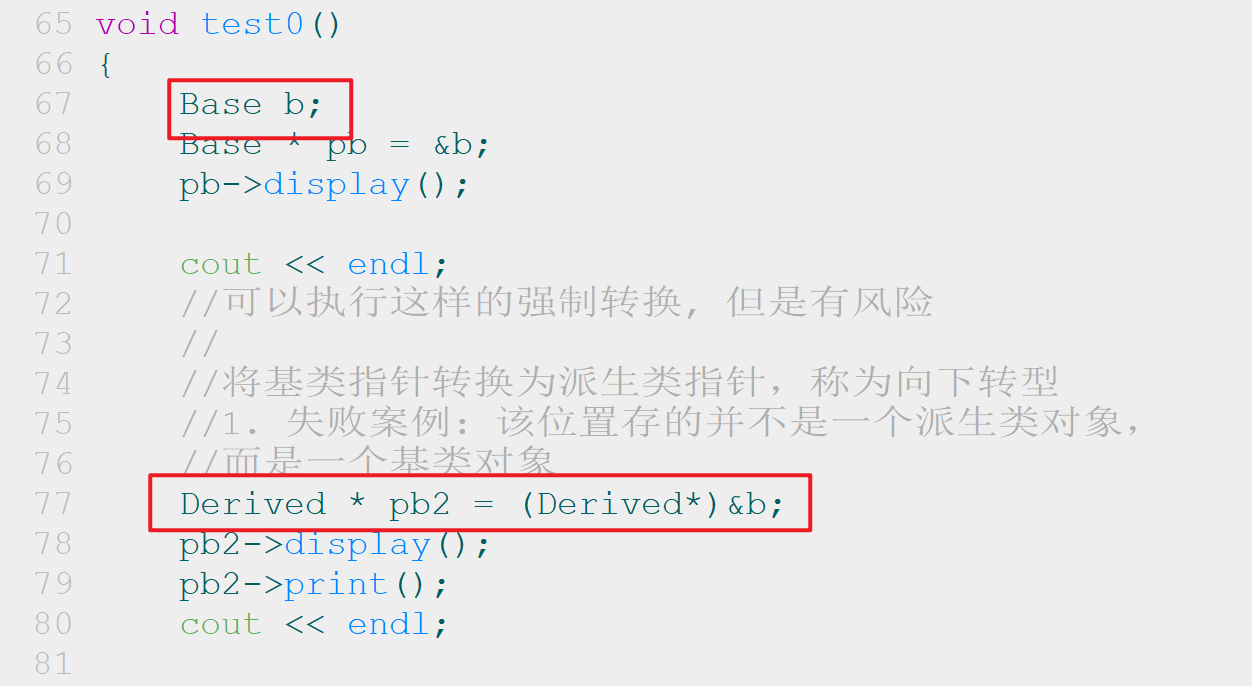 65 void test0()
66 {
67     Base b;
68     Base * pb = &b;
69     pb->display();
70
71     cout << endl;
72     //可以执行这样的强制转换，但是有风险
73     //
74     //将基类指针转换为派生类指针，称为向下转型
75     //1. 失败案例：该位置存的并不是一个派生类对象，
76     //而是一个基类对象
77     Derived * pb2 = (Derived*)&b;
78     pb2->display();
79     pb2->print();
80     cout << endl;
81